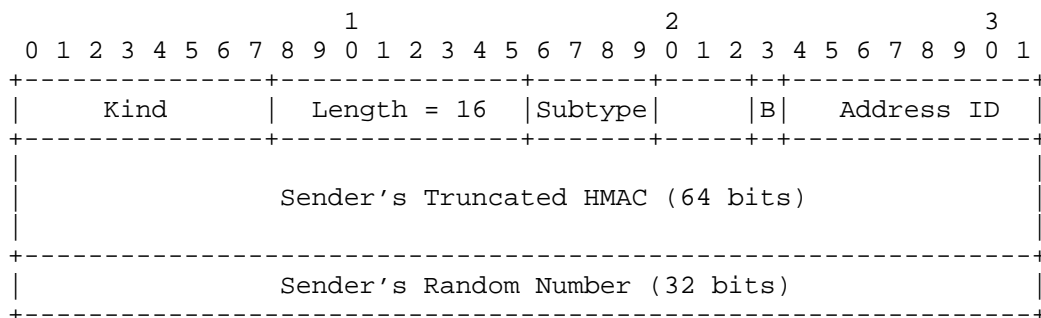 1 2 3
0 1 2 3 4 5 6 7 8 9 0 1 2 3 4 5 6 7 8 9 0 1 2 3 4 5 6 7 8 9 0 1
Kind Length = 16 Subtype B Address ID
Sender's Truncated HMAC (64 bits)
Sender's Random Number (32 bits)